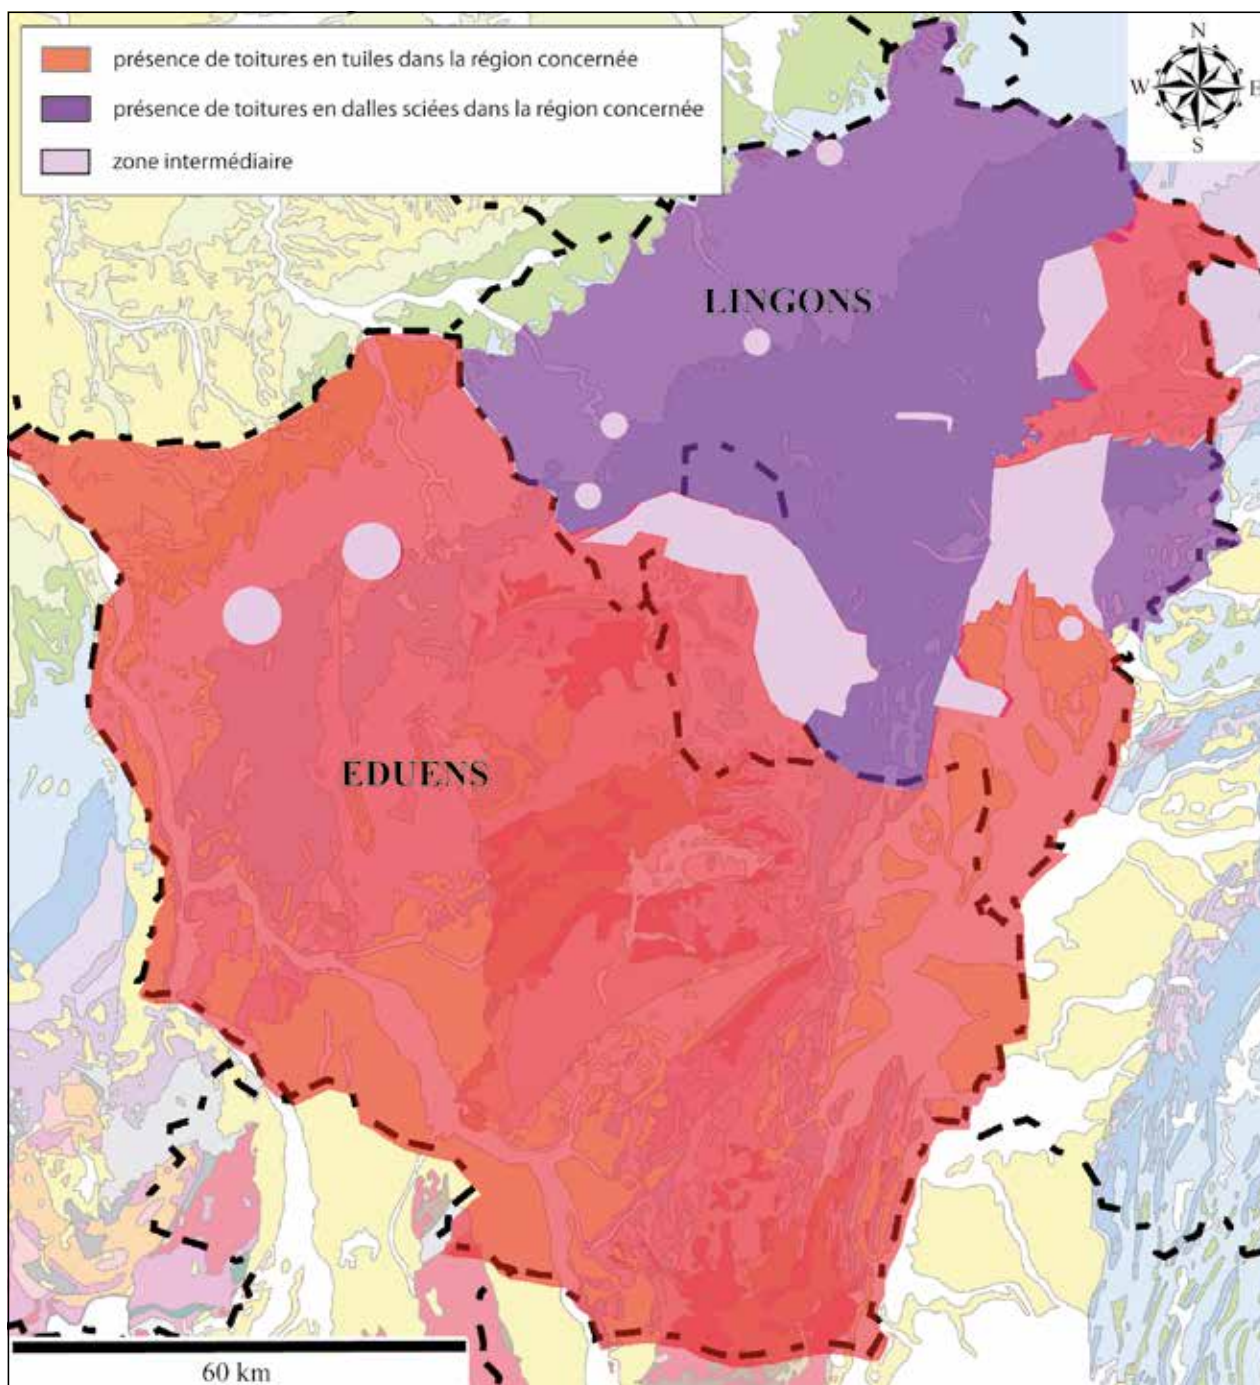 présence de toitures en tuiles dans la région concernée
présence de toitures en dalles sciées dans la région concernée
zone intermédiaire
N
W E
S
LINGONS
EDUENS
60 km